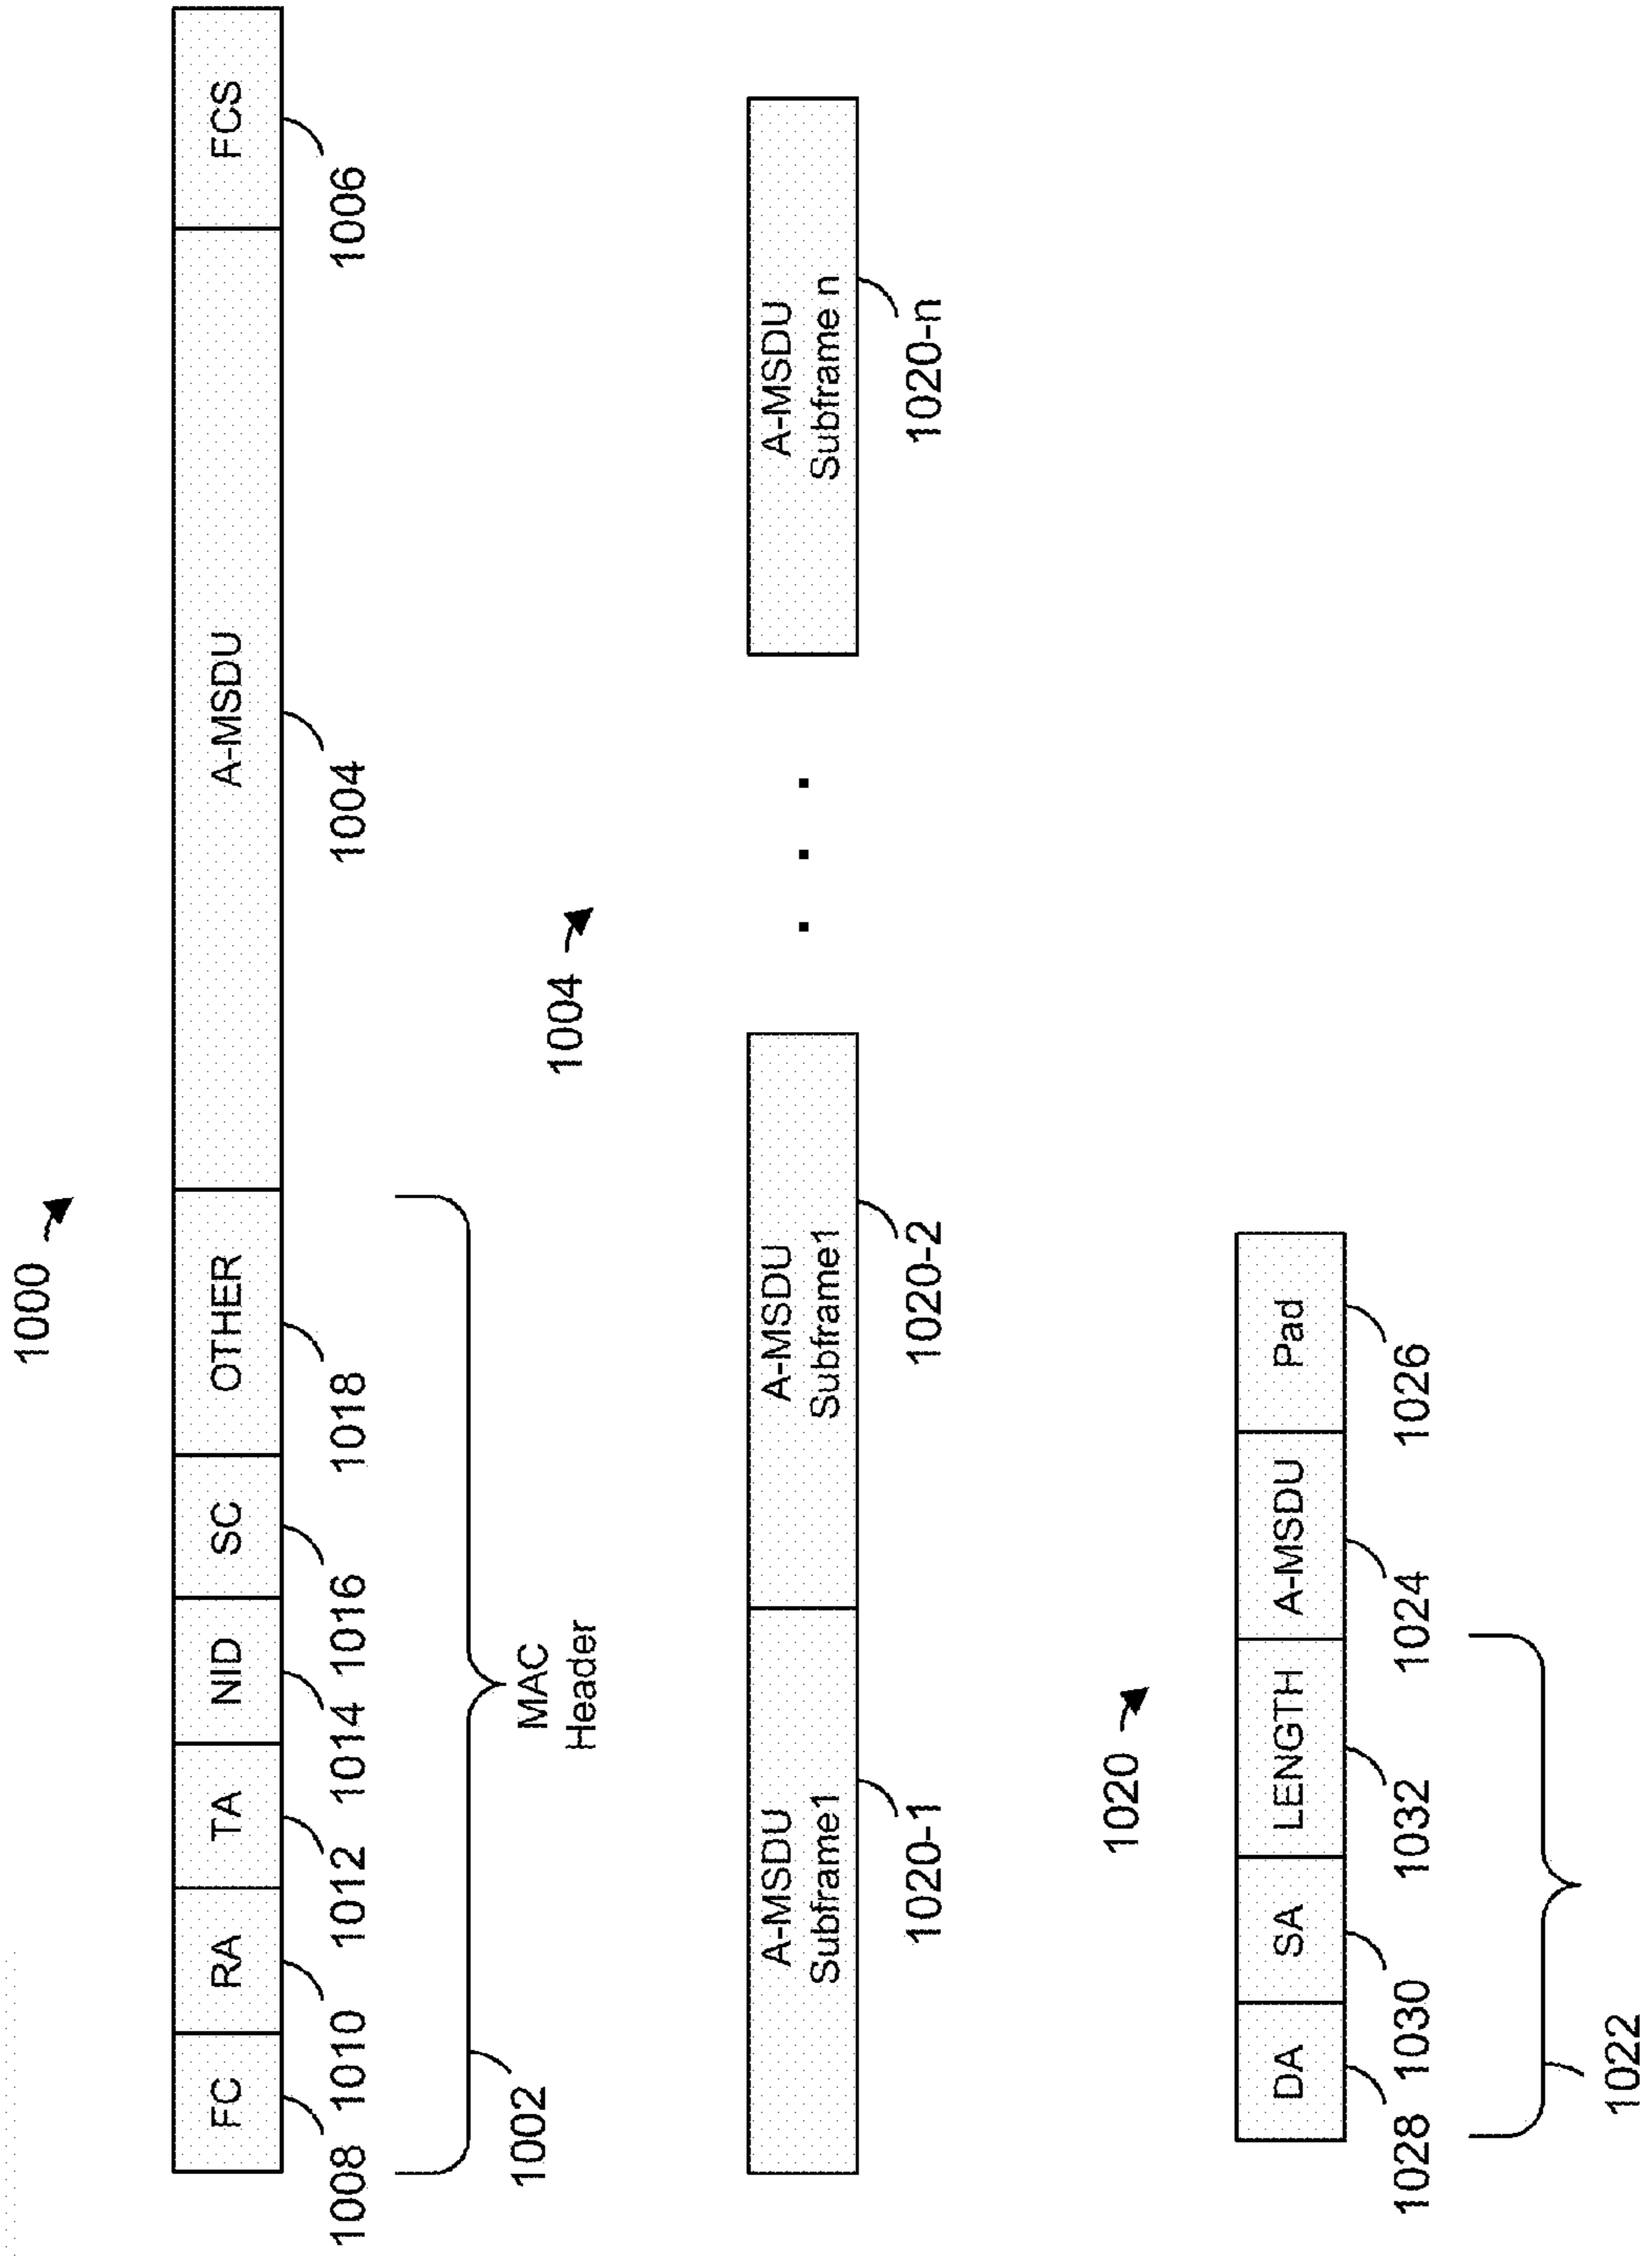 1000
FC RA TA NID SC OTHER A-MSDU FCS
1008 1010 1012 1014 1016 1018 1004 1006
1002
MAC
Header
1004
A-MSDU
Subframe1
A-MSDU
Subframe1
. . .
A-MSDU
Subframe n
1020-1 1020-2 1020-n
1020
DA SA LENGTH A-MSDU Pad
1028 1030 1032 1024 1026
1022